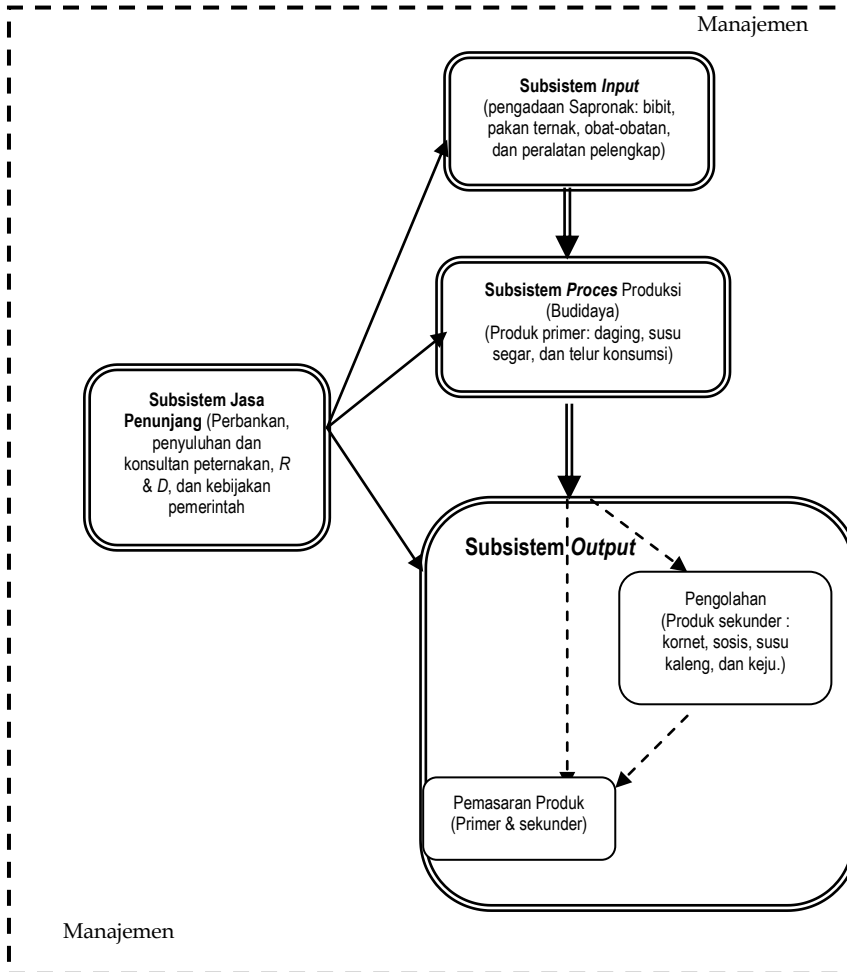 Manajemen
Subsistem Input
(pengadaan Sapronak: bibit,
pakan ternak, obat-obatan,
dan peralatan pelengkap)
Subsistem Proces Produksi
(Budidaya)
(Produk primer: daging, susu
segar, dan telur konsumsi)
Subsistem Jasa
Penunjang (Perbankan,
penyuluhan dan
konsultan peternakan, R
& D, dan kebijakan
pemerintah
Subsistem Output
Pengolahan
(Produk sekunder :
kornet, sosis, susu
kaleng, dan keju.)
Pemasaran Produk
(Primer & sekunder)
Manajemen